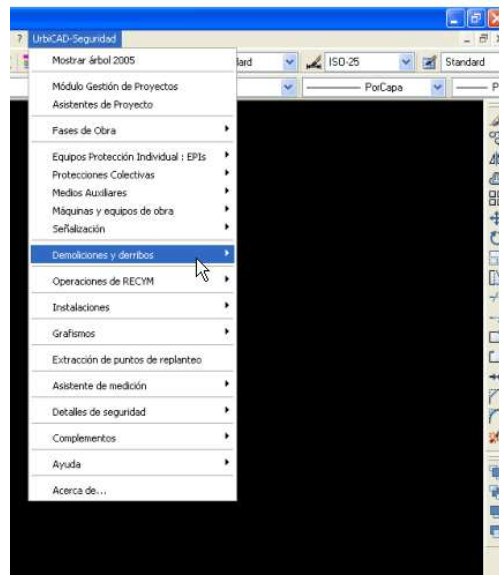 ? UrbiCAD-Seguridad
Mostrar árbol 2005
ISO-25
Standard
Módulo Gestión de Proyectos
PorCapa
Asistentes de Proyecto
Fases de Obra
Equipos Protección Individual : EPIs
Protecciones Colectivas
Medios Auxiliares
Máquinas y equipos de obra
Señalización
Demoliciones y derribos
Operaciones de RECYM
Instalaciones
Grafismos
Extracción de puntos de replanteo
Asistente de medición
Detalles de seguridad
Complementos
Ayuda
Acerca de...